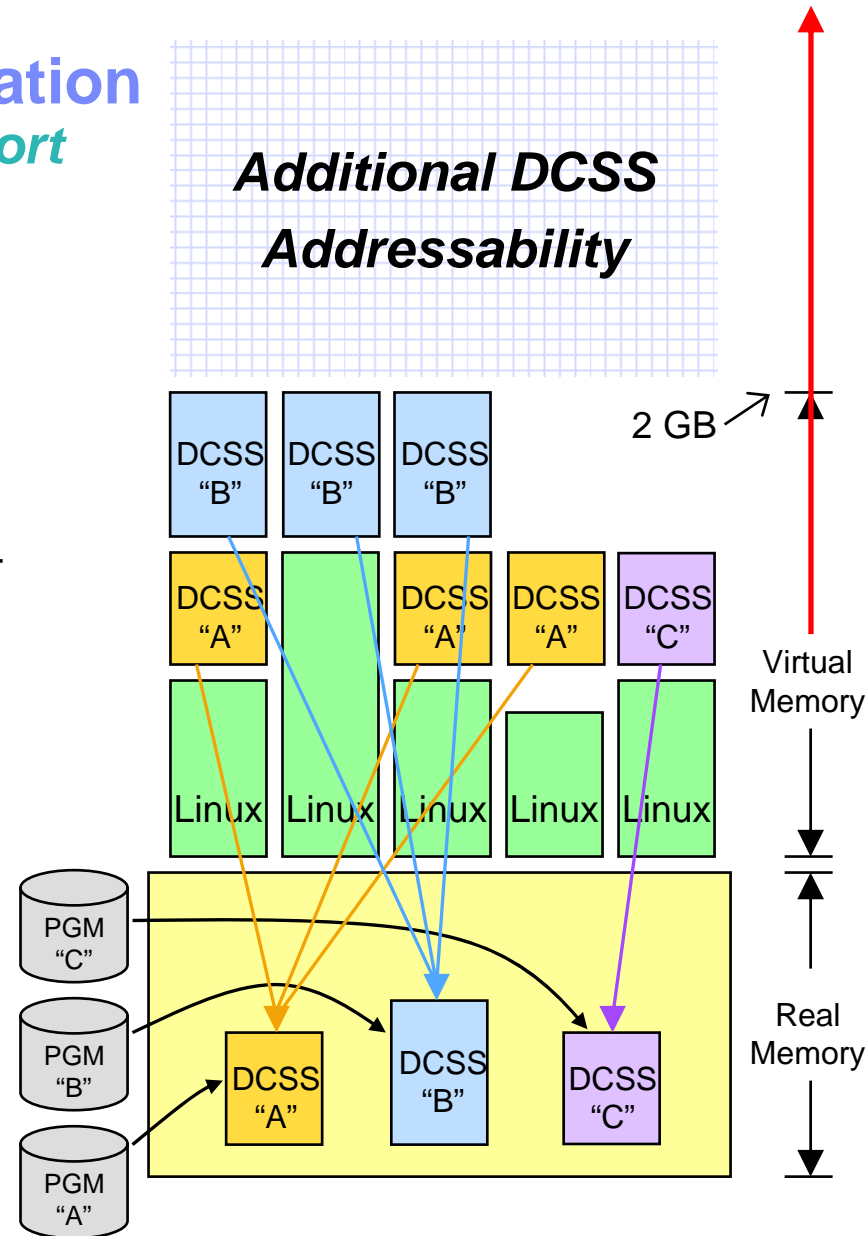 ation
ort
Additional DCSS
Addressability
2 GB
DCSS
“B”
DCSS
“B”
DCSS
“B”
DCSS
“A”
DCSS
“A”
DCSS
“A”
DCSS
“C”
Virtual
Memory
Linux
Linux
Linux
Linux
Linux
PGM
“C”
PGM
“B”
PGM
“A”
DCSS
“A”
DCSS
“B”
DCSS
“C”
Real
Memory